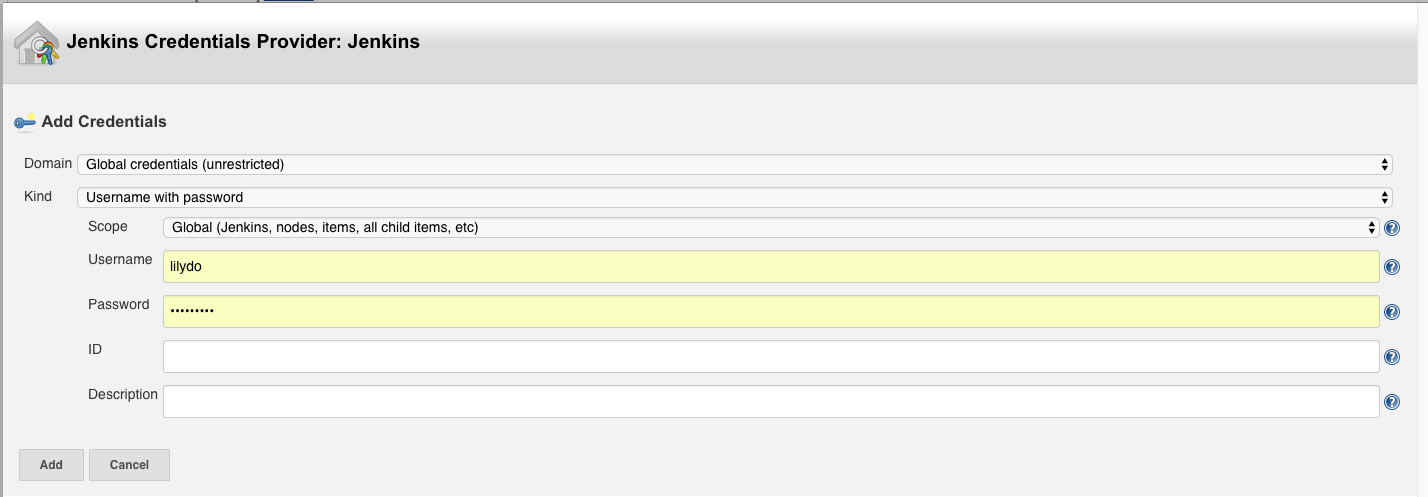 Jenkins Credentials Provider: Jenkins
Add Credentials
Domain Global credentials (unrestricted)
Kind Username with password
Scope Global (Jenkins, nodes, items, all child items, etc)
Username lilydo
Password •••••••••
ID
Description
Add Cancel